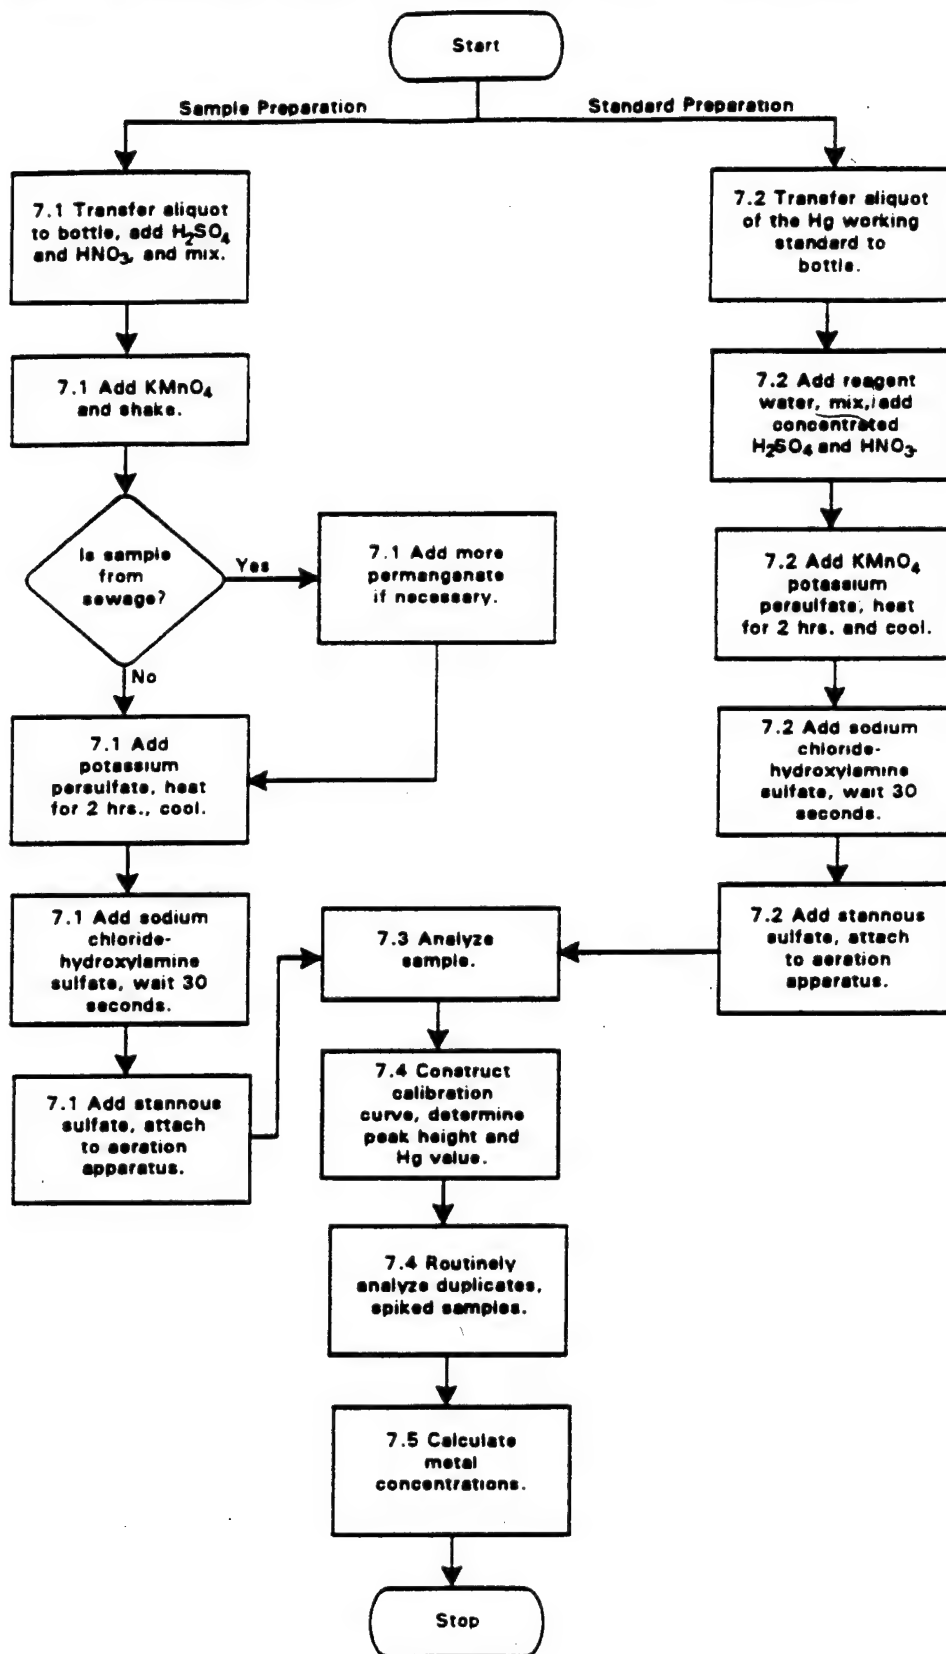 Start
Sample Preparation
Standard Preparation
7.1 Transfer aliquot
to bottle, add H₂SO₄
and HNO₃, and mix.
7.1 Add KMnO₄
and shake.
Is sample
from
sewage?
Yes
No
7.1 Add more
permanganate
if necessary.
7.1 Add
potassium
persulfate, heat
for 2 hrs., cool.
7.1 Add sodium
chloride-
hydroxylamine
sulfate, wait 30
seconds.
7.1 Add stannous
sulfate, attach
to aeration
apparatus.
7.2 Transfer aliquot
of the Hg working
standard to
bottle.
7.2 Add reagent
water, mix, add
concentrated
H₂SO₄ and HNO₃.
7.2 Add KMnO₄
potassium
persulfate, heat
for 2 hrs. and cool.
7.2 Add sodium
chloride-
hydroxylamine
sulfate, wait 30
seconds.
7.2 Add stannous
sulfate, attach
to aeration
apparatus.
7.3 Analyze
sample.
7.4 Construct
calibration
curve, determine
peak height and
Hg value.
7.4 Routinely
analyze duplicates,
spiked samples.
7.5 Calculate
metal
concentrations.
Stop